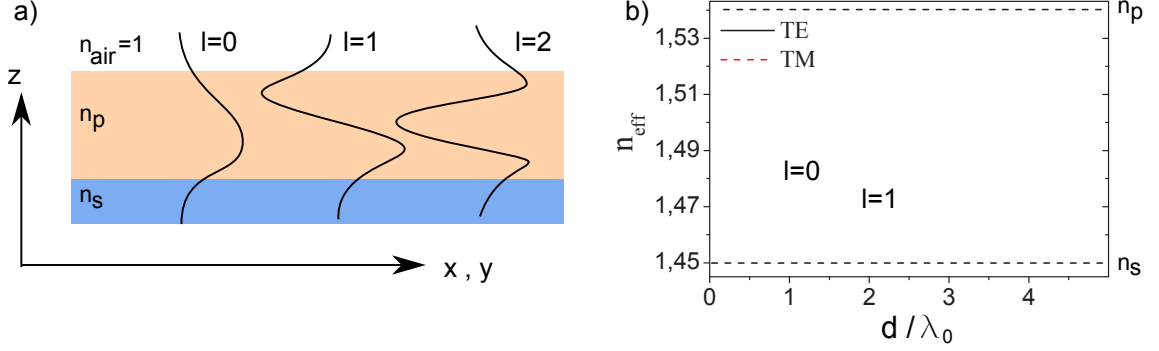 a)
n_air=1
l=0
l=1
l=2
z
n_p
n_s
x , y
b)
n_eff
1,53
1,51
1,49
1,47
1,45
TE
TM
l=0
l=1
n_p
n_s
0
1
2
3
4
d / λ_0